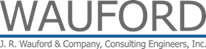 WAUFORD
J. R. Wauford & Company, Consulting Engineers, Inc.